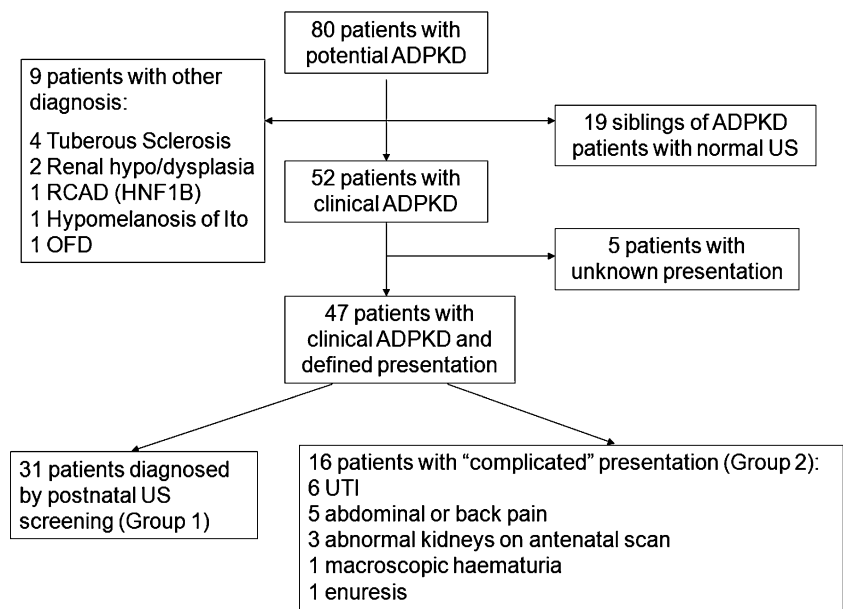 80 patients with
potential ADPKD
9 patients with other
diagnosis:
4 Tuberous Sclerosis
2 Renal hypo/dysplasia
1 RCAD (HNF1B)
1 Hypomelanosis of Ito
1 OFD
19 siblings of ADPKD
patients with normal US
52 patients with
clinical ADPKD
5 patients with
unknown presentation
47 patients with
clinical ADPKD and
defined presentation
31 patients diagnosed
by postnatal US
screening (Group 1)
16 patients with “complicated” presentation (Group 2):
6 UTI
5 abdominal or back pain
3 abnormal kidneys on antenatal scan
1 macroscopic haematuria
1 enuresis